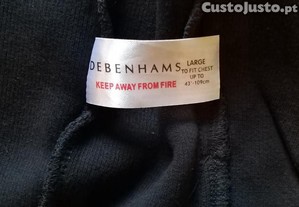 CustoJusto.pt
DEBENHAMS
LARGE
TO FIT CHEST
UP TO
43"-109cm
KEEP AWAY FROM FIRE